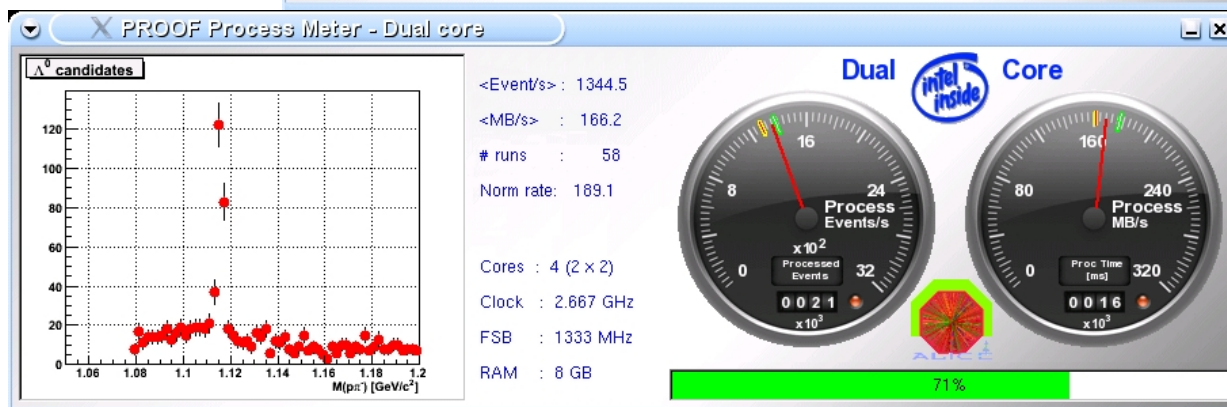 PROOF Process Meter - Dual core
Λ⁰ candidates
120
100
80
60
40
20
0
1.06 1.08 1.1 1.12 1.14 1.16 1.18 1.2
M(pπ⁻) [GeV/c²]
<Event/s> : 1344.5
<MB/s> : 166.2
# runs : 58
Norm rate: 189.1
Cores : 4 (2 x 2)
Clock : 2.667 GHz
FSB : 1333 MHz
RAM : 8 GB
Dual intel inside Core
16
8 24
Process
Events/s
x10²
0 32
Processed
Events
0021
x10³
160
80 240
Process
MB/s
0 320
Proc Time
[ms]
0016
x10³
ALICE
71%